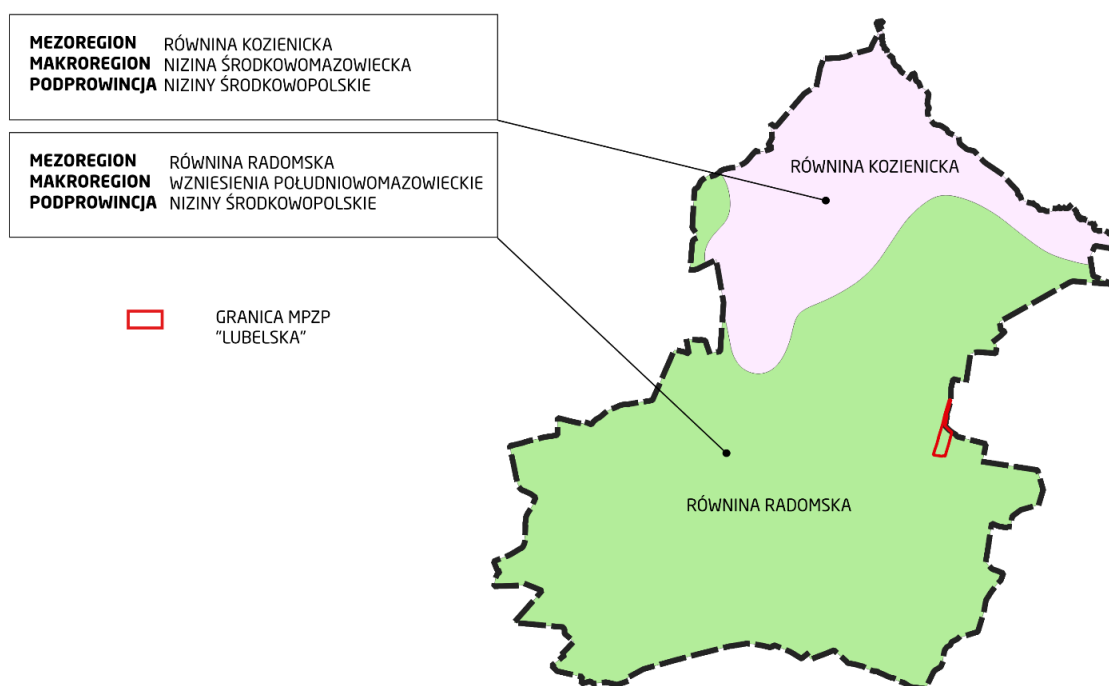 MEZOREGION RÓWNINA KOZIENICKA
MAKROREGION NIZINA ŚRODKOWOMAZOWIECKA
PODPROWINCJA NIZINY ŚRODKOWOPOLSKIE
MEZOREGION RÓWNINA RADOMSKA
MAKROREGION WZNIESIENIA POŁUDNIOWOMAZOWIECKIE
PODPROWINCJA NIZINY ŚRODKOWOPOLSKIE
RÓWNINA KOZIENICKA
GRANICA MPZP
"LUBELSKA"
RÓWNINA RADOMSKA